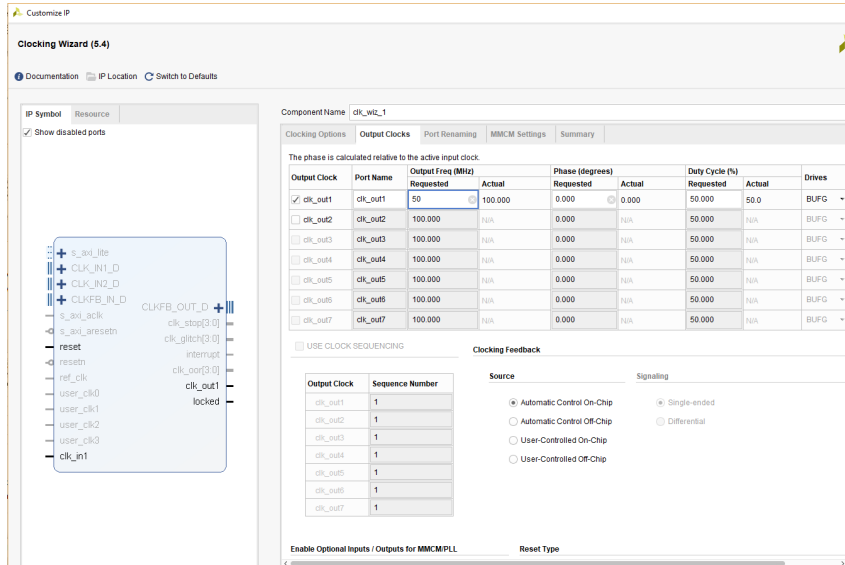 Customize IP
Clocking Wizard (5.4)
Documentation IP Location Switch to Defaults
IP Symbol Resource
Show disabled ports
s_axi_lite
CLK_IN1_D
CLK_IN2_D
CLKFB_IN_D
s_axi_aclk
s_axi_aresetn
reset
resetn
ref_clk
user_clk0
user_clk1
user_clk2
user_clk3
clk_in1
CLKFB_OUT_D
clk_stop[3:0]
clk_glitch[3:0]
interrupt
clk_oor[3:0]
clk_out1
locked
Component Name clk_wiz_1
Clocking Options Output Clocks Port Renaming MMCM Settings Summary
The phase is calculated relative to the active input clock.
Output Clock Port Name Output Freq (MHz) Phase (degrees) Duty Cycle (%) Drives
Requested Actual Requested Actual Requested Actual
clk_out1 clk_out1 50 100.000 0.000 0.000 50.000 50.0 BUFG
clk_out2 clk_out2 100.000 N/A 0.000 N/A 50.000 N/A BUFG
clk_out3 clk_out3 100.000 N/A 0.000 N/A 50.000 N/A BUFG
clk_out4 clk_out4 100.000 N/A 0.000 N/A 50.000 N/A BUFG
clk_out5 clk_out5 100.000 N/A 0.000 N/A 50.000 N/A BUFG
clk_out6 clk_out6 100.000 N/A 0.000 N/A 50.000 N/A BUFG
clk_out7 clk_out7 100.000 N/A 0.000 N/A 50.000 N/A BUFG
USE CLOCK SEQUENCING
Output Clock Sequence Number
clk_out1 1
clk_out2 1
clk_out3 1
clk_out4 1
clk_out5 1
clk_out6 1
clk_out7 1
Clocking Feedback
Source Signaling
Automatic Control On-Chip Single-ended
Automatic Control Off-Chip Differential
User-Controlled On-Chip
User-Controlled Off-Chip
Enable Optional Inputs / Outputs for MMCM/PLL Reset Type